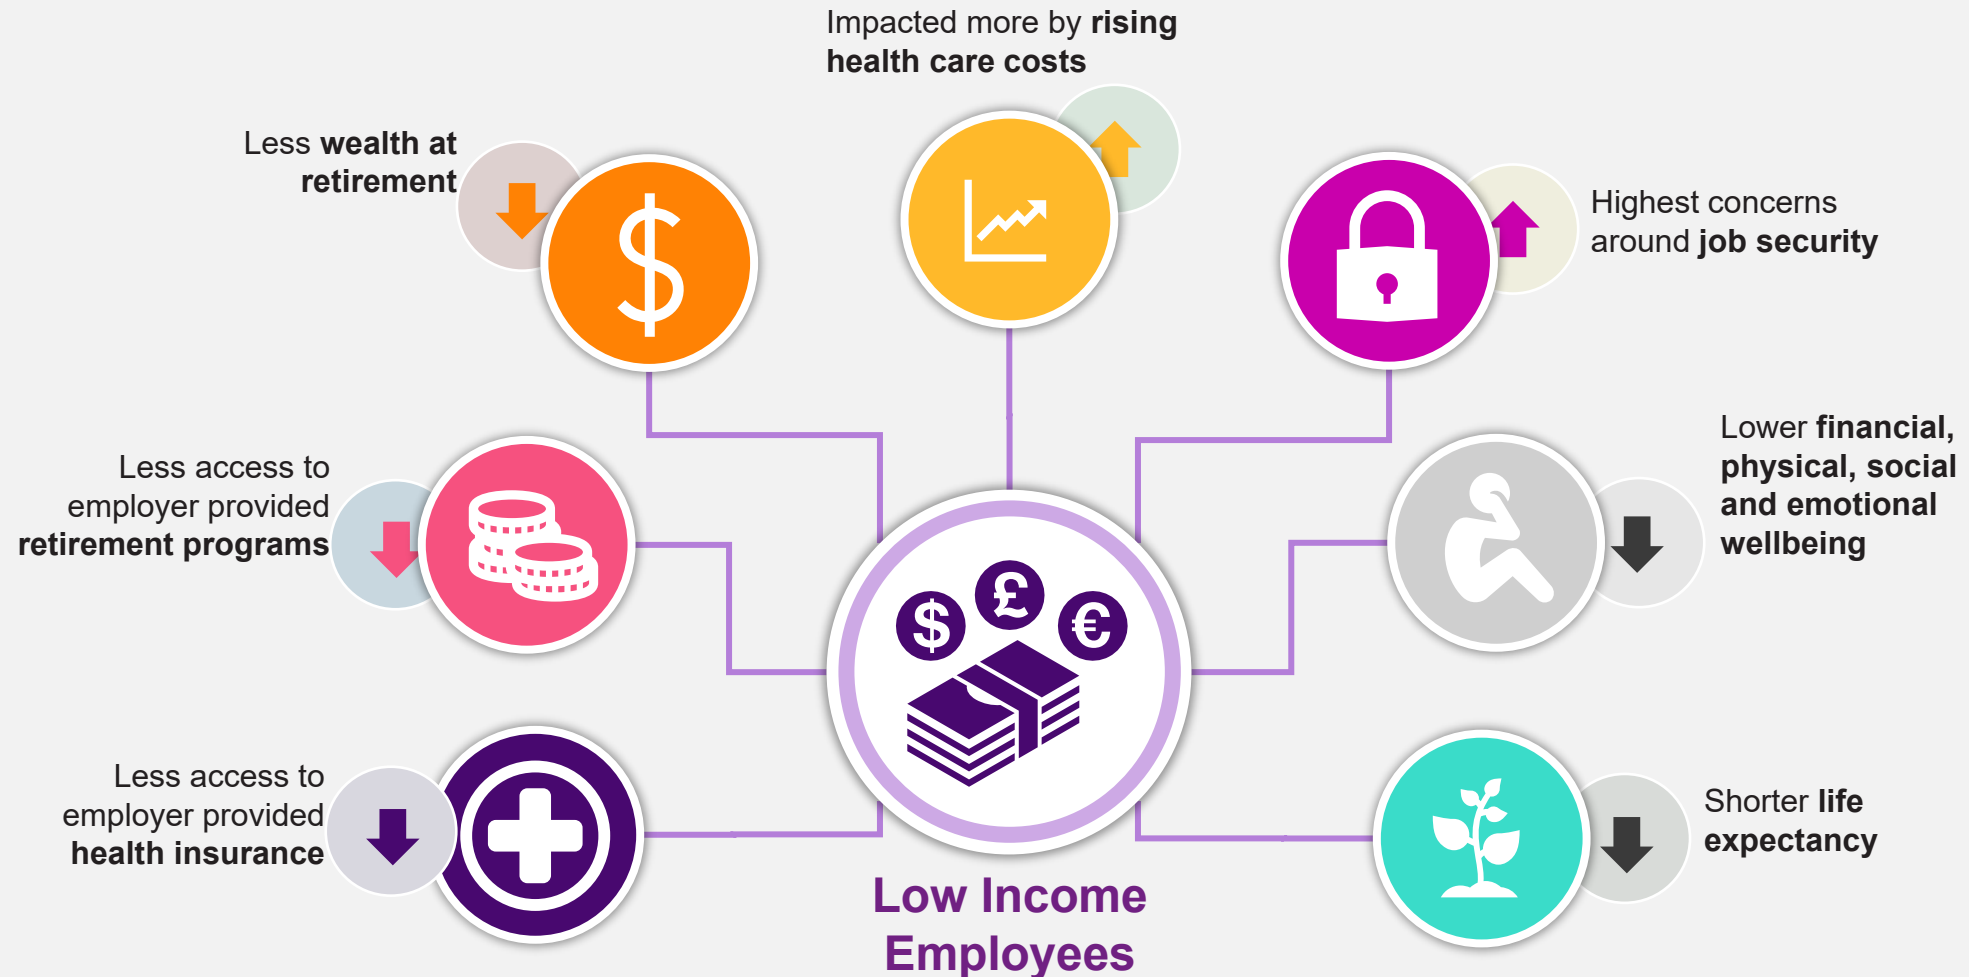 Impacted more by rising
health care costs
Less wealth at
retirement
Highest concerns
around job security
Less access to
employer provided
retirement programs
Lower financial,
physical, social
and emotional
wellbeing
$
£
€
Less access to
employer provided
health insurance
Shorter life
expectancy
Low Income
Employees